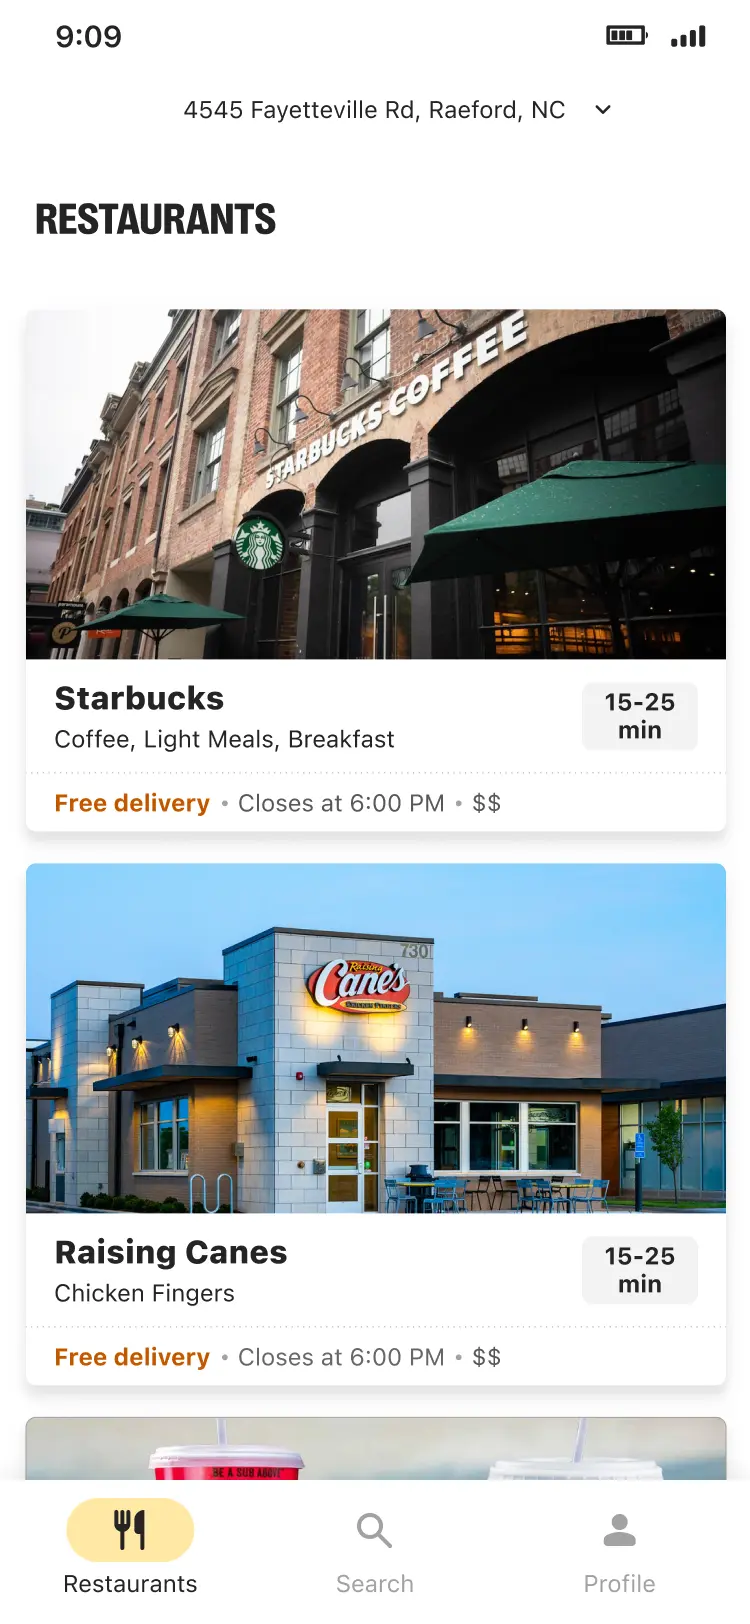 9:09
4545 Fayetteville Rd, Raeford, NC
RESTAURANTS
STARBUCKS COFFEE
Starbucks
15-25
min
Coffee, Light Meals, Breakfast
Free delivery • Closes at 6:00 PM • $$
730
Raising
Cane's
CHICKEN FINGERS
Raising Canes
15-25
min
Chicken Fingers
Free delivery • Closes at 6:00 PM • $$
BE A SUB ABOVE
Restaurants
Search
Profile